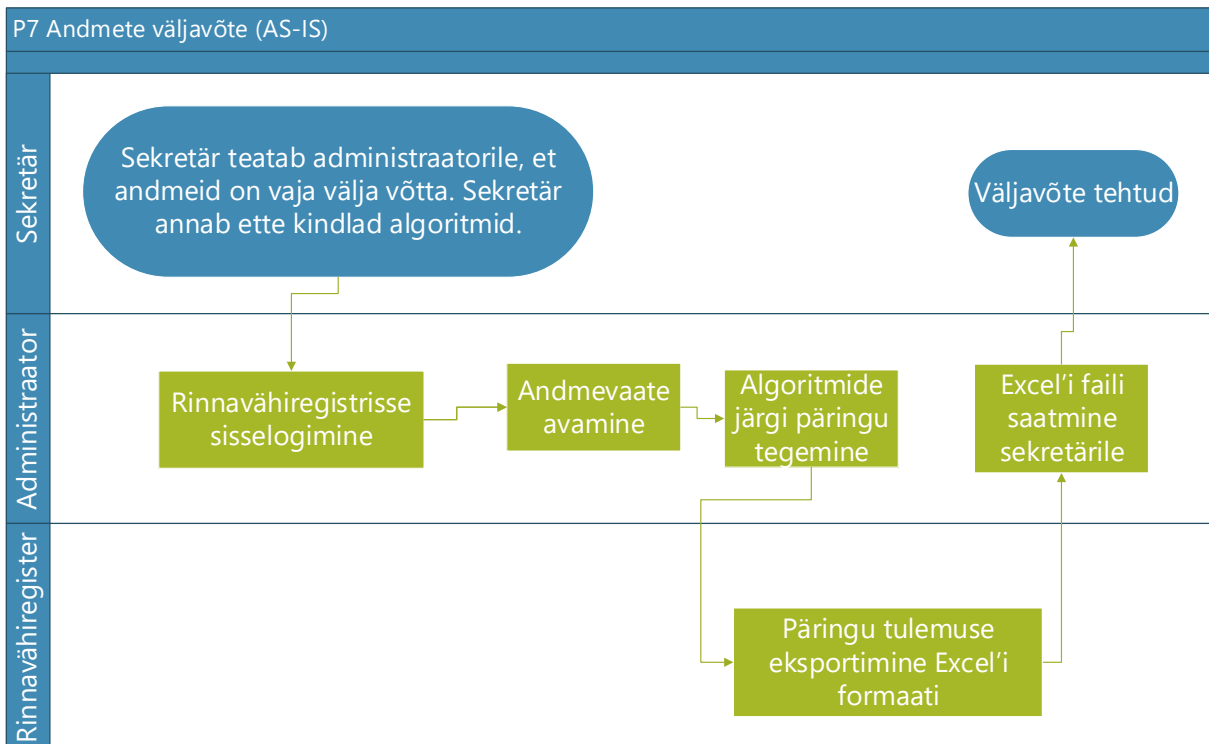 P7 Andmete väljavõte (AS-IS)
Sekretär
Sekretär teatab administraatorile, et
andmeid on vaja välja võtta. Sekretär
annab ette kindlad algoritmid.
Väljavõte tehtud
Administraator
Rinnavähiregistrisse
sisselogimine
Andmevaate
avamine
Algoritmide
järgi päringu
tegemine
Excel’i faili
saatmine
sekretärile
Rinnavähiregister
Päringu tulemuse
eksportimine Excel’i
formaati